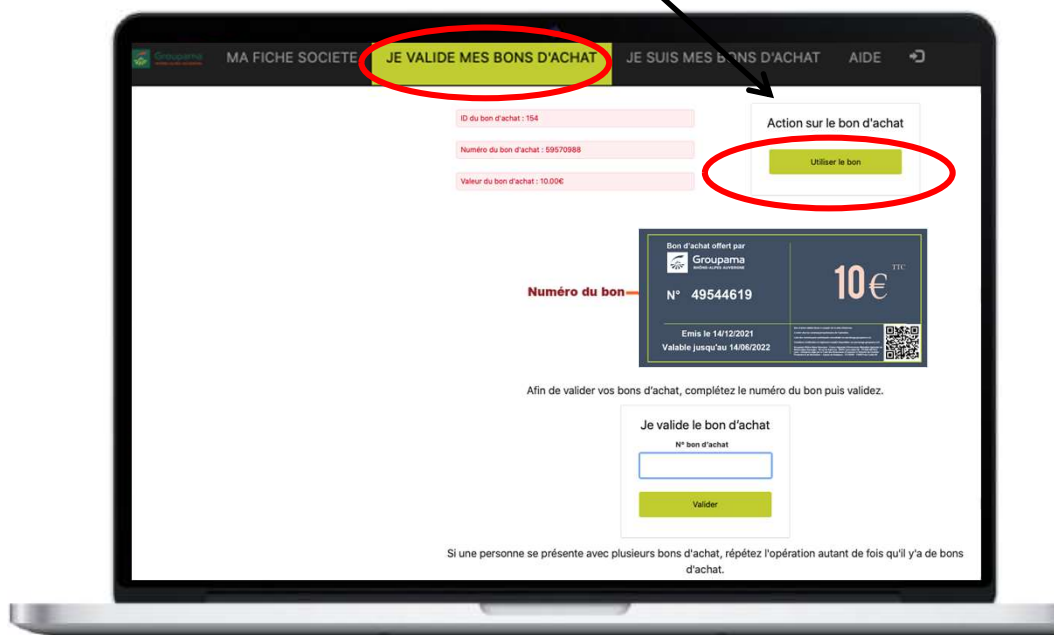 Groupama MA FICHE SOCIETE JE VALIDE MES BONS D'ACHAT JE SUIS MES BONS D'ACHAT AIDE
ID du bon d'achat : 154
Numéro du bon d'achat : 59570988
Valeur du bon d'achat : 10.00€
Action sur le bon d'achat
Utiliser le bon
Bon d'achat offert par
Groupama
RHÔNE-ALPES AUVERGNE
Numéro du bon
N° 49544619
10€ TTC
Emis le 14/12/2021
Valable jusqu'au 14/06/2022
Afin de valider vos bons d'achat, complétez le numéro du bon puis validez.
Je valide le bon d'achat
N° bon d'achat
Valider
Si une personne se présente avec plusieurs bons d'achat, répétez l'opération autant de fois qu'il y'a de bons
d'achat.